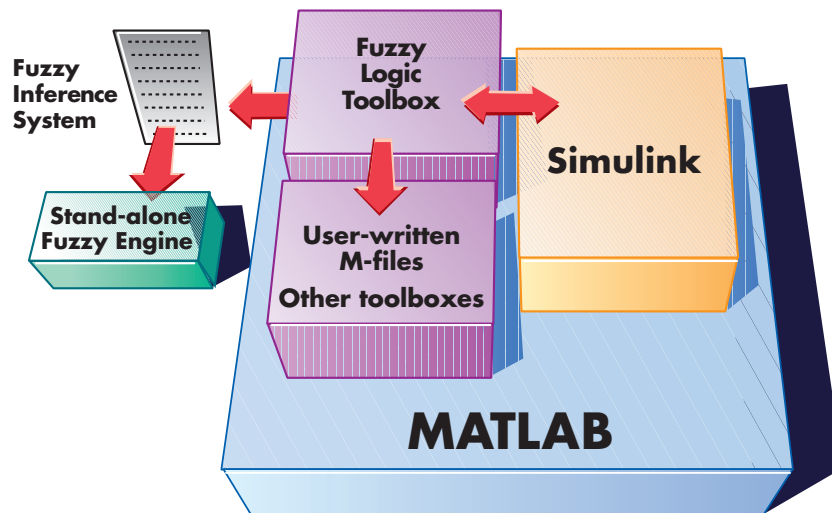 Fuzzy
Inference
System
Fuzzy
Logic
Toolbox
Simulink
Stand-alone
Fuzzy Engine
User-written
M-files
Other toolboxes
MATLAB